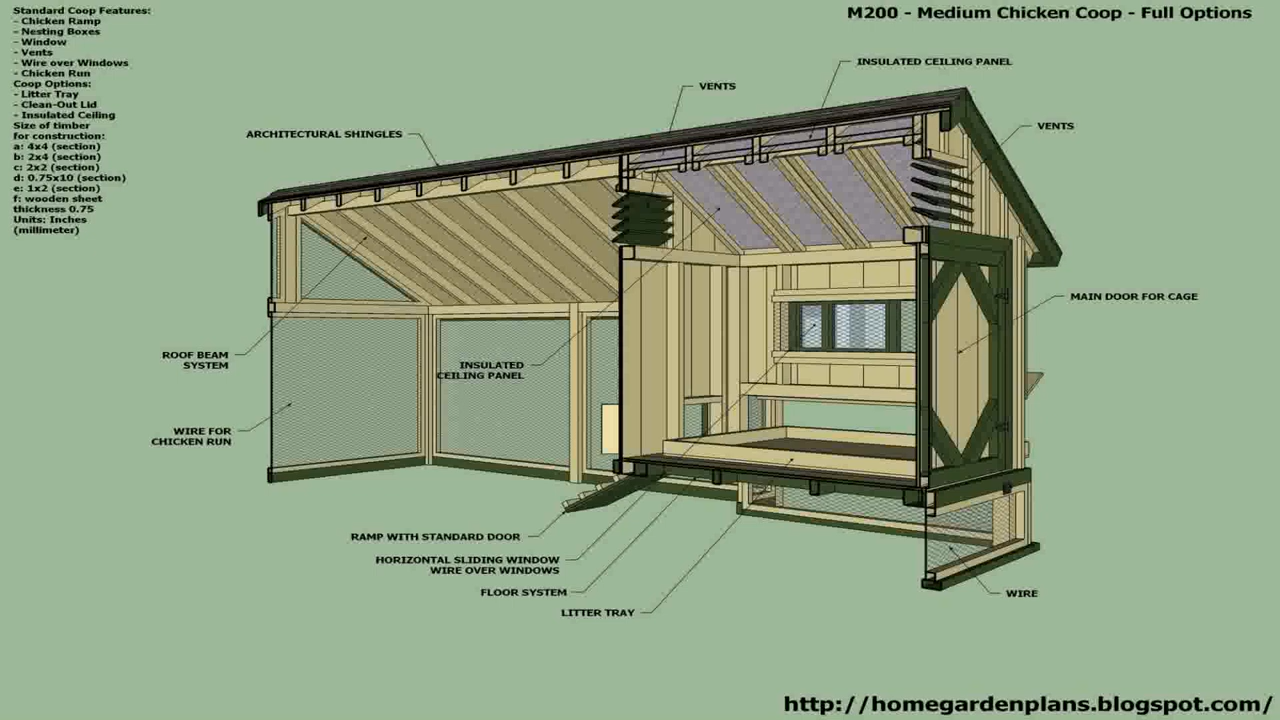 Standard Coop Features:
- Chicken Ramp
- Nesting Boxes
- Window
- Vents
- Wire over Windows
- Chicken Run
Coop Options:
- Litter Tray
- Clean-Out Lid
- Insulated Ceiling
Size of timber
for construction:
a: 4x4 (section)
b: 2x4 (section)
c: 2x2 (section)
d: 0.75x10 (section)
e: 1x2 (section)
f: wooden sheet
thickness 0.75
Units: Inches
(millimeter)
M200 - Medium Chicken Coop - Full Options
INSULATED CEILING PANEL
VENTS
VENTS
ARCHITECTURAL SHINGLES
MAIN DOOR FOR CAGE
ROOF BEAM
SYSTEM
INSULATED
CEILING PANEL
WIRE FOR
CHICKEN RUN
RAMP WITH STANDARD DOOR
HORIZONTAL SLIDING WINDOW
WIRE OVER WINDOWS
FLOOR SYSTEM
WIRE
LITTER TRAY
http://homegardenplans.blogspot.com/